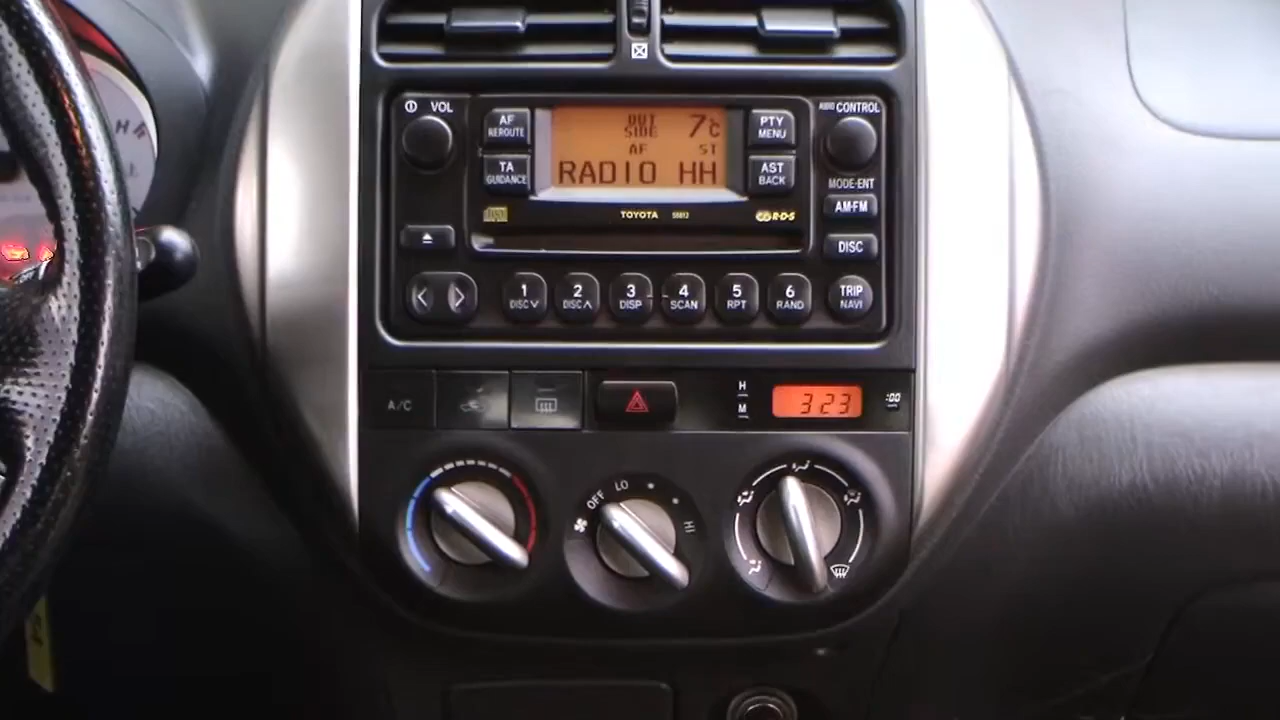 VOL
AF
REROUTE
TA
GUIDANCE
OUT
SIDE
7°C
AF ST
RADIO HH
PTY
MENU
AST
BACK
AUDIO CONTROL
MODE-ENT
AM·FM
DISC
TRIP
NAVI
TOYOTA
R·D·S
1
DISC∨
2
DISC∧
3
DISP
4
SCAN
5
RPT
6
RAND
A/C
H
M
3 23
:00
OFF LO HI
H